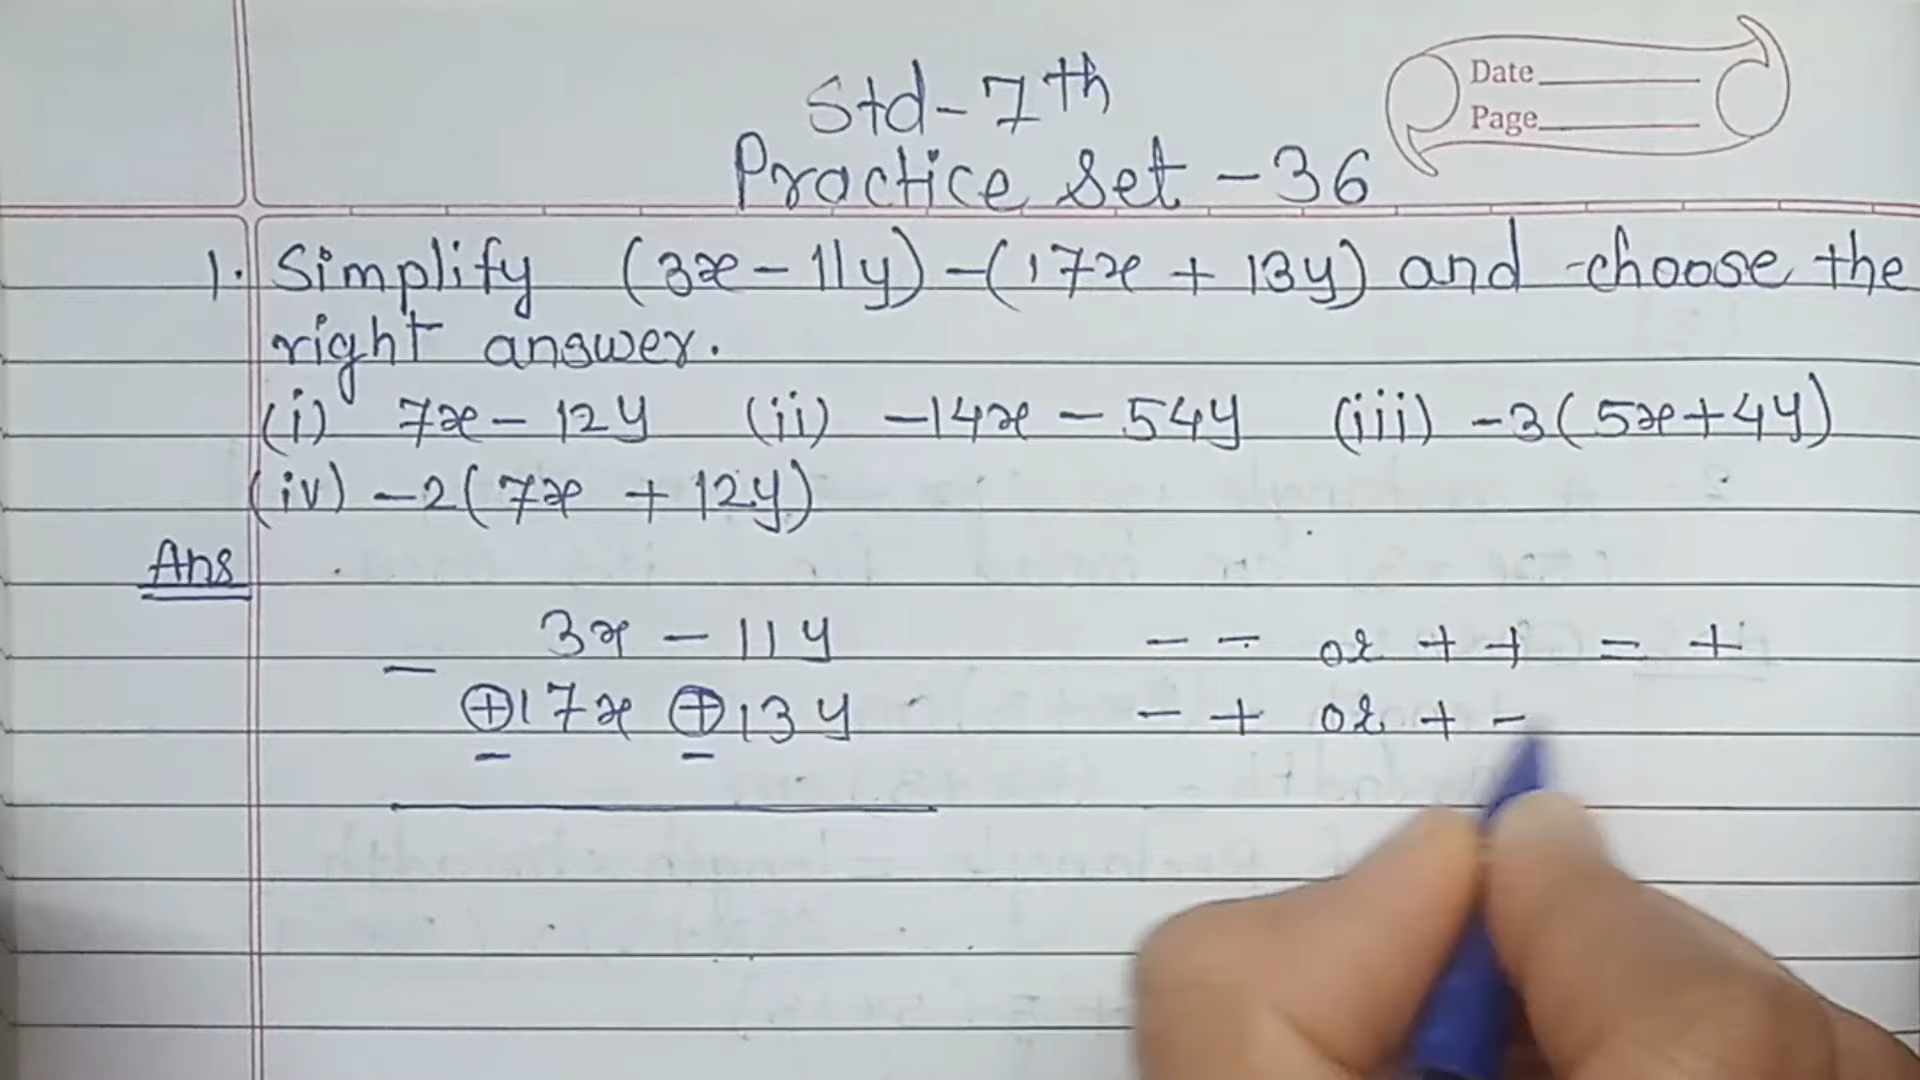 Date
Page
Std-7th
Practice Set - 36
1. Simplify (3x - 11y) - (17x + 13y) and choose the
right answer.
(i) 7x - 12y (ii) -14x - 54y (iii) -3(5x+4y)
(iv) -2(7x + 12y)
Ans
3x - 11y - - or + + = +
-
⊕17x ⊕13y - + or + -
- -